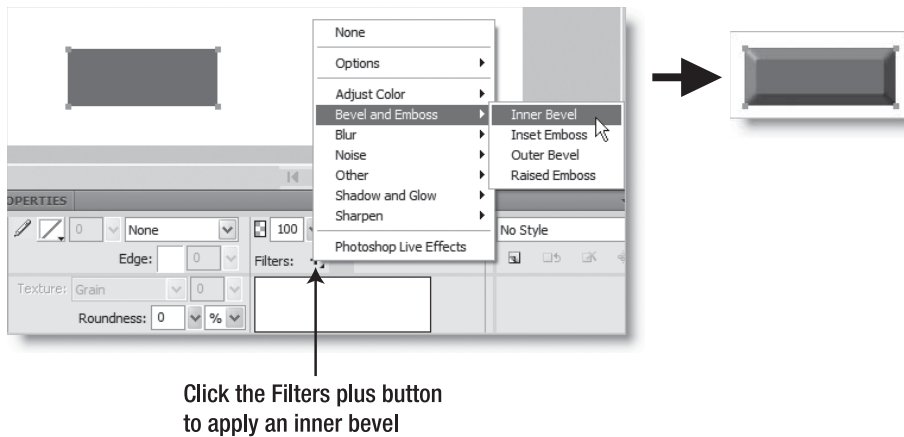 None
Options
Adjust Color
Bevel and Emboss
Blur
Noise
Other
Shadow and Glow
Sharpen
Photoshop Live Effects
Inner Bevel
Inset Emboss
Outer Bevel
Raised Emboss
OPERTIES
0 None 100 No Style
Edge: 0 Filters:
Texture: Grain 0
Roundness: 0 %
Click the Filters plus button
to apply an inner bevel